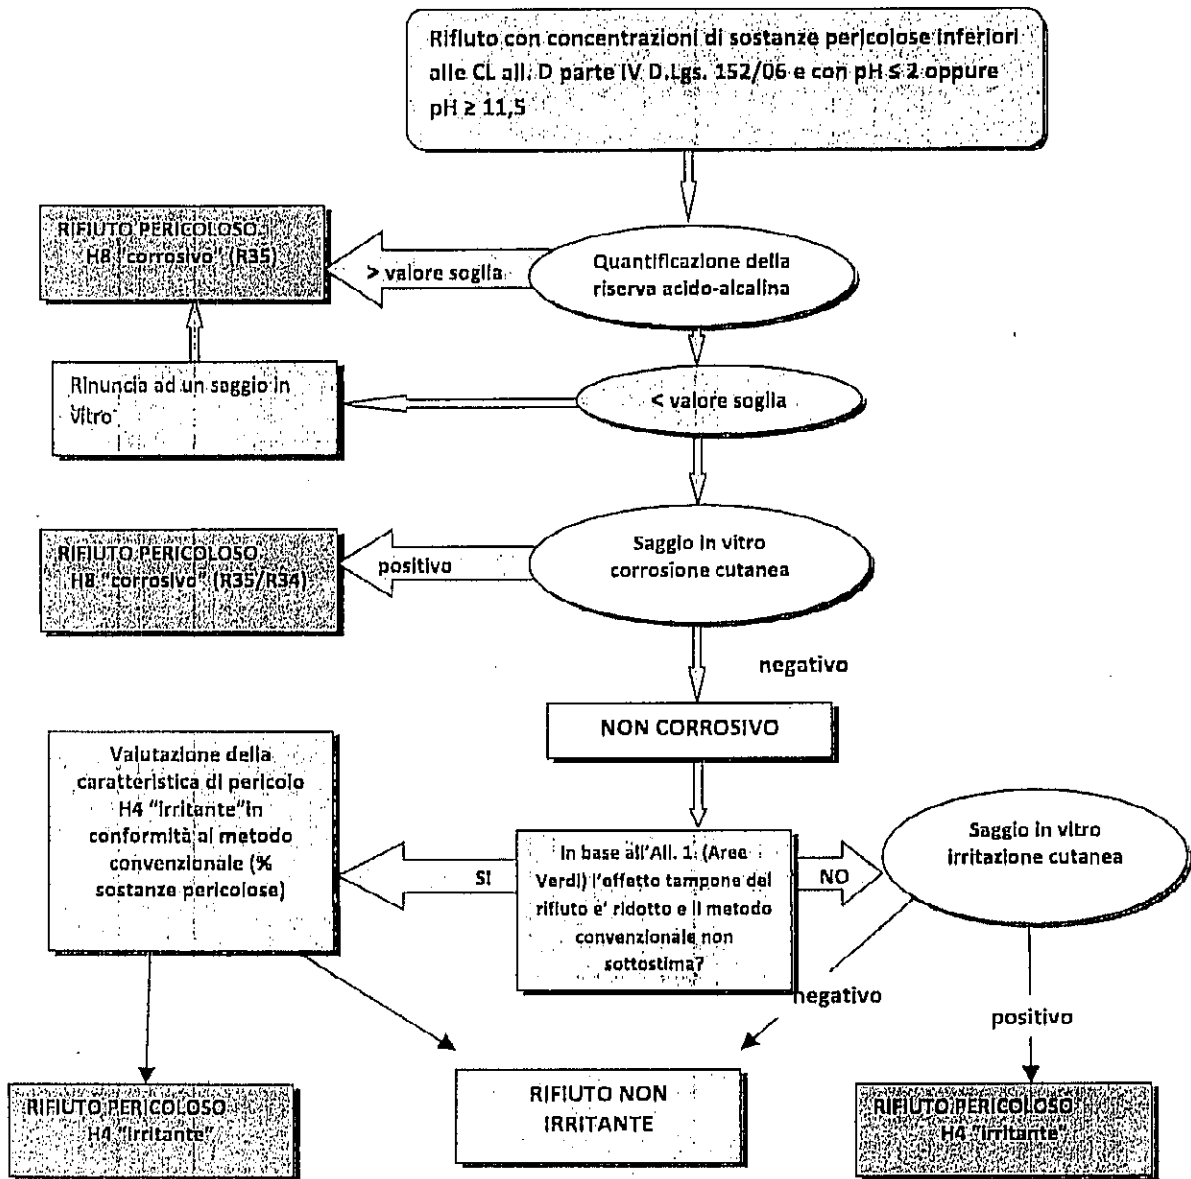 Rifiuto con concentrazioni di sostanze pericolose inferiori
alle CL all. D parte IV D.Lgs. 152/06 e con pH ≤ 2 oppure
pH ≥ 11,5
RIFIUTO PERICOLOSO
H8 "corrosivo" (R35)
> valore soglia
Quantificazione della
riserva acido-alcalina
Rinuncia ad un saggio in
vitro
< valore soglia
RIFIUTO PERICOLOSO
H8 "corrosivo" (R35/R34)
positivo
Saggio in vitro
corrosione cutanea
negativo
NON CORROSIVO
Valutazione della
caratteristica di pericolo
H4 "irritante"in
conformità al metodo
convenzionale (%
sostanze pericolose)
SI
In base all'All. 1. (Aree
Verdi) l'effetto tampone del
rifiuto e' ridotto e il metodo
convenzionale non
sottostima?
NO
Saggio in vitro
irritazione cutanea
negativo
positivo
RIFIUTO PERICOLOSO
H4 "irritante"
RIFIUTO NON
IRRITANTE
RIFIUTO PERICOLOSO
H4 "irritante"